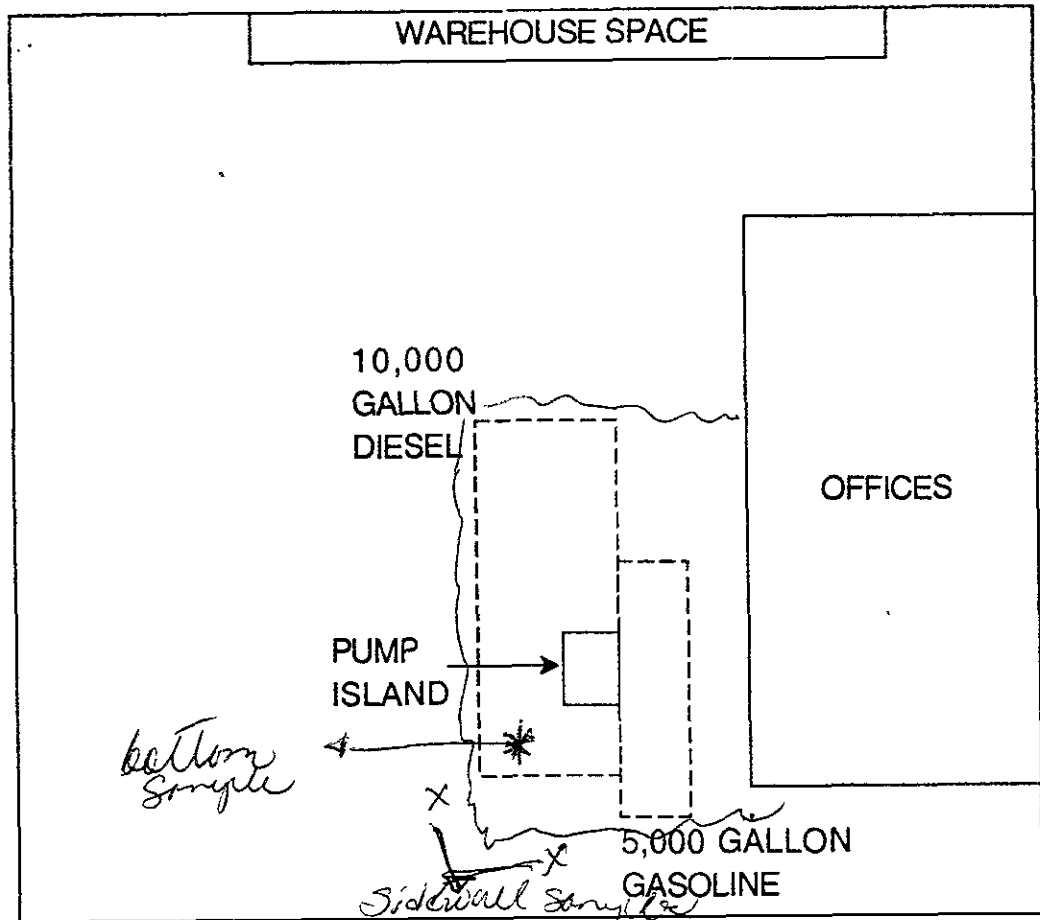 WAREHOUSE SPACE
10,000
GALLON
DIESEL
OFFICES
PUMP
ISLAND
bottom
Sample
X
X
5,000 GALLON
GASOLINE
Sidewall Samples